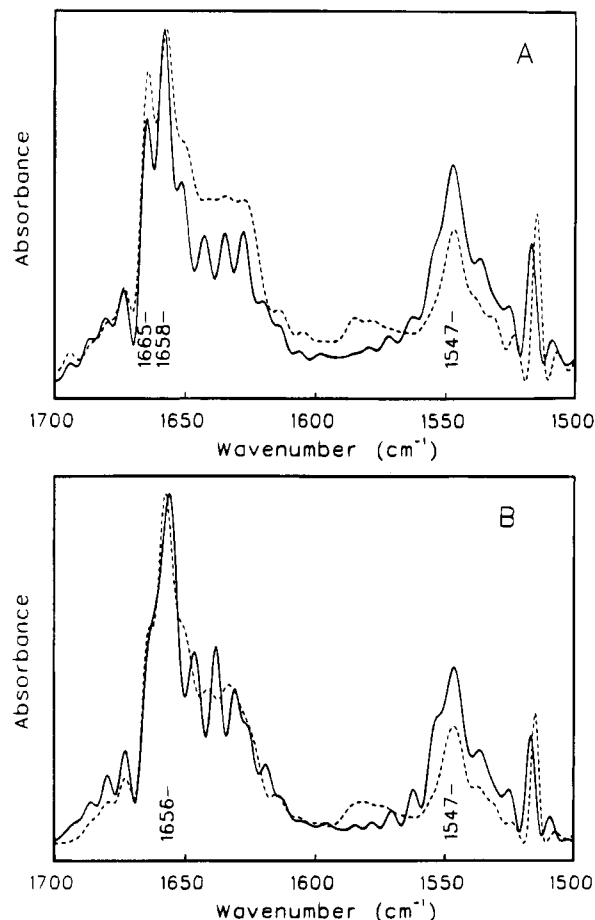 A
Absorbance
1665-
1658-
1547-
1700 1650 1600 1550 1500
Wavenumber (cm⁻¹)
B
Absorbance
1656-
1547-
1700 1650 1600 1550 1500
Wavenumber (cm⁻¹)